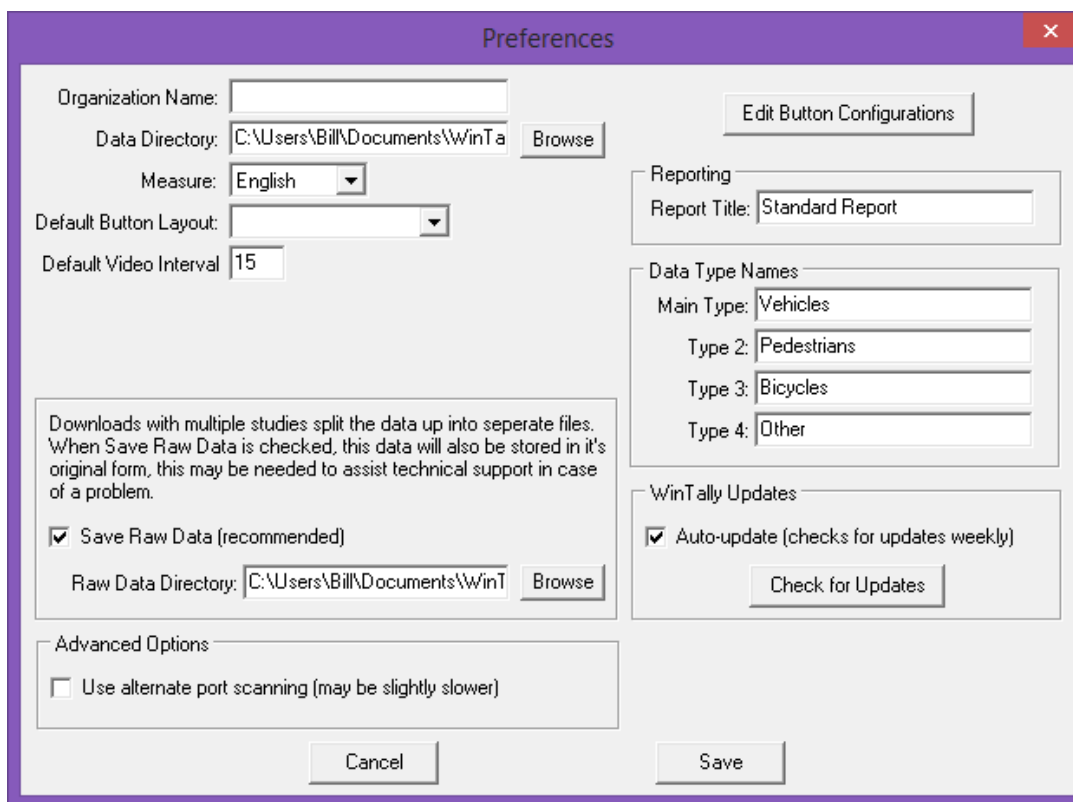 Preferences
Organization Name:
Edit Button Configurations
Data Directory: C:\Users\Bill\Documents\WinTa Browse
Measure: English
Default Button Layout:
Default Video Interval 15
Reporting
Report Title: Standard Report
Data Type Names
Main Type: Vehicles
Type 2: Pedestrians
Type 3: Bicycles
Type 4: Other
Downloads with multiple studies split the data up into seperate files.
When Save Raw Data is checked, this data will also be stored in it's
original form, this may be needed to assist technical support in case
of a problem.
Save Raw Data (recommended)
Raw Data Directory: C:\Users\Bill\Documents\WinT Browse
WinTally Updates
Auto-update (checks for updates weekly)
Check for Updates
Advanced Options
Use alternate port scanning (may be slightly slower)
Cancel
Save